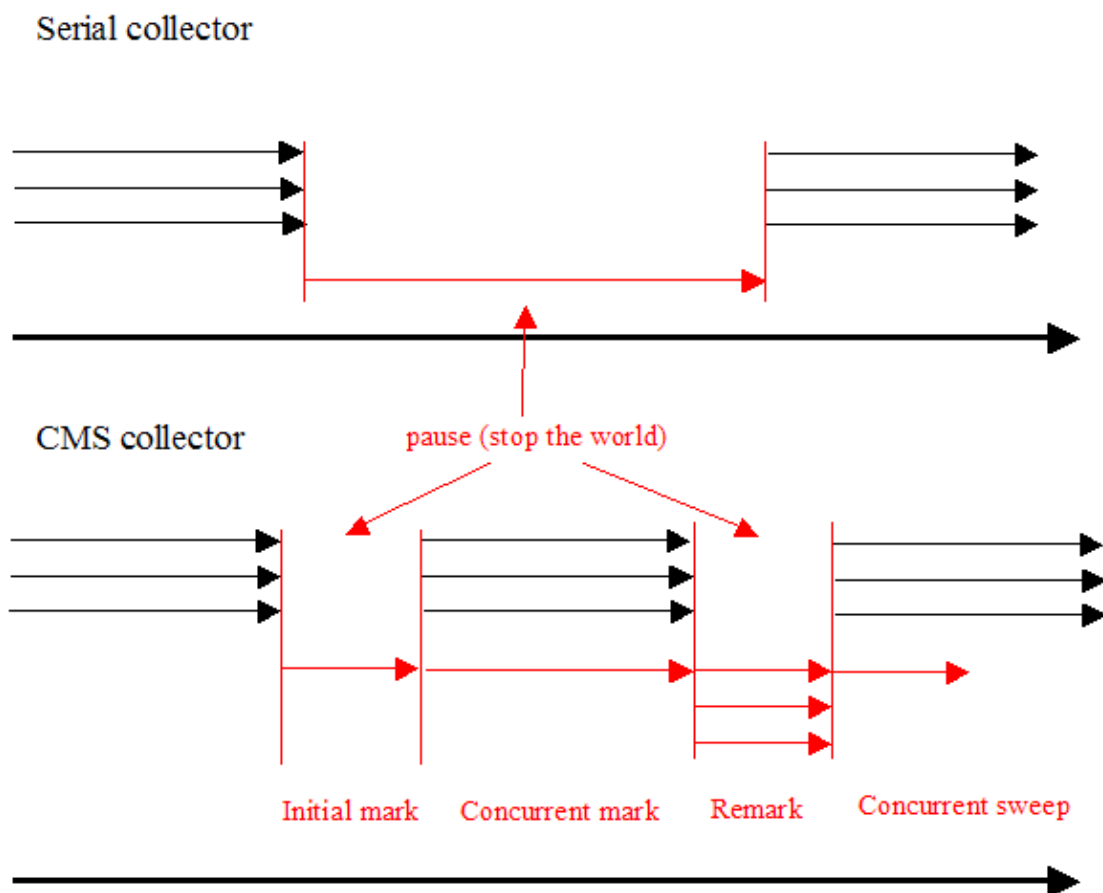 Serial collector
CMS collector
pause (stop the world)
Initial mark
Concurrent mark
Remark
Concurrent sweep